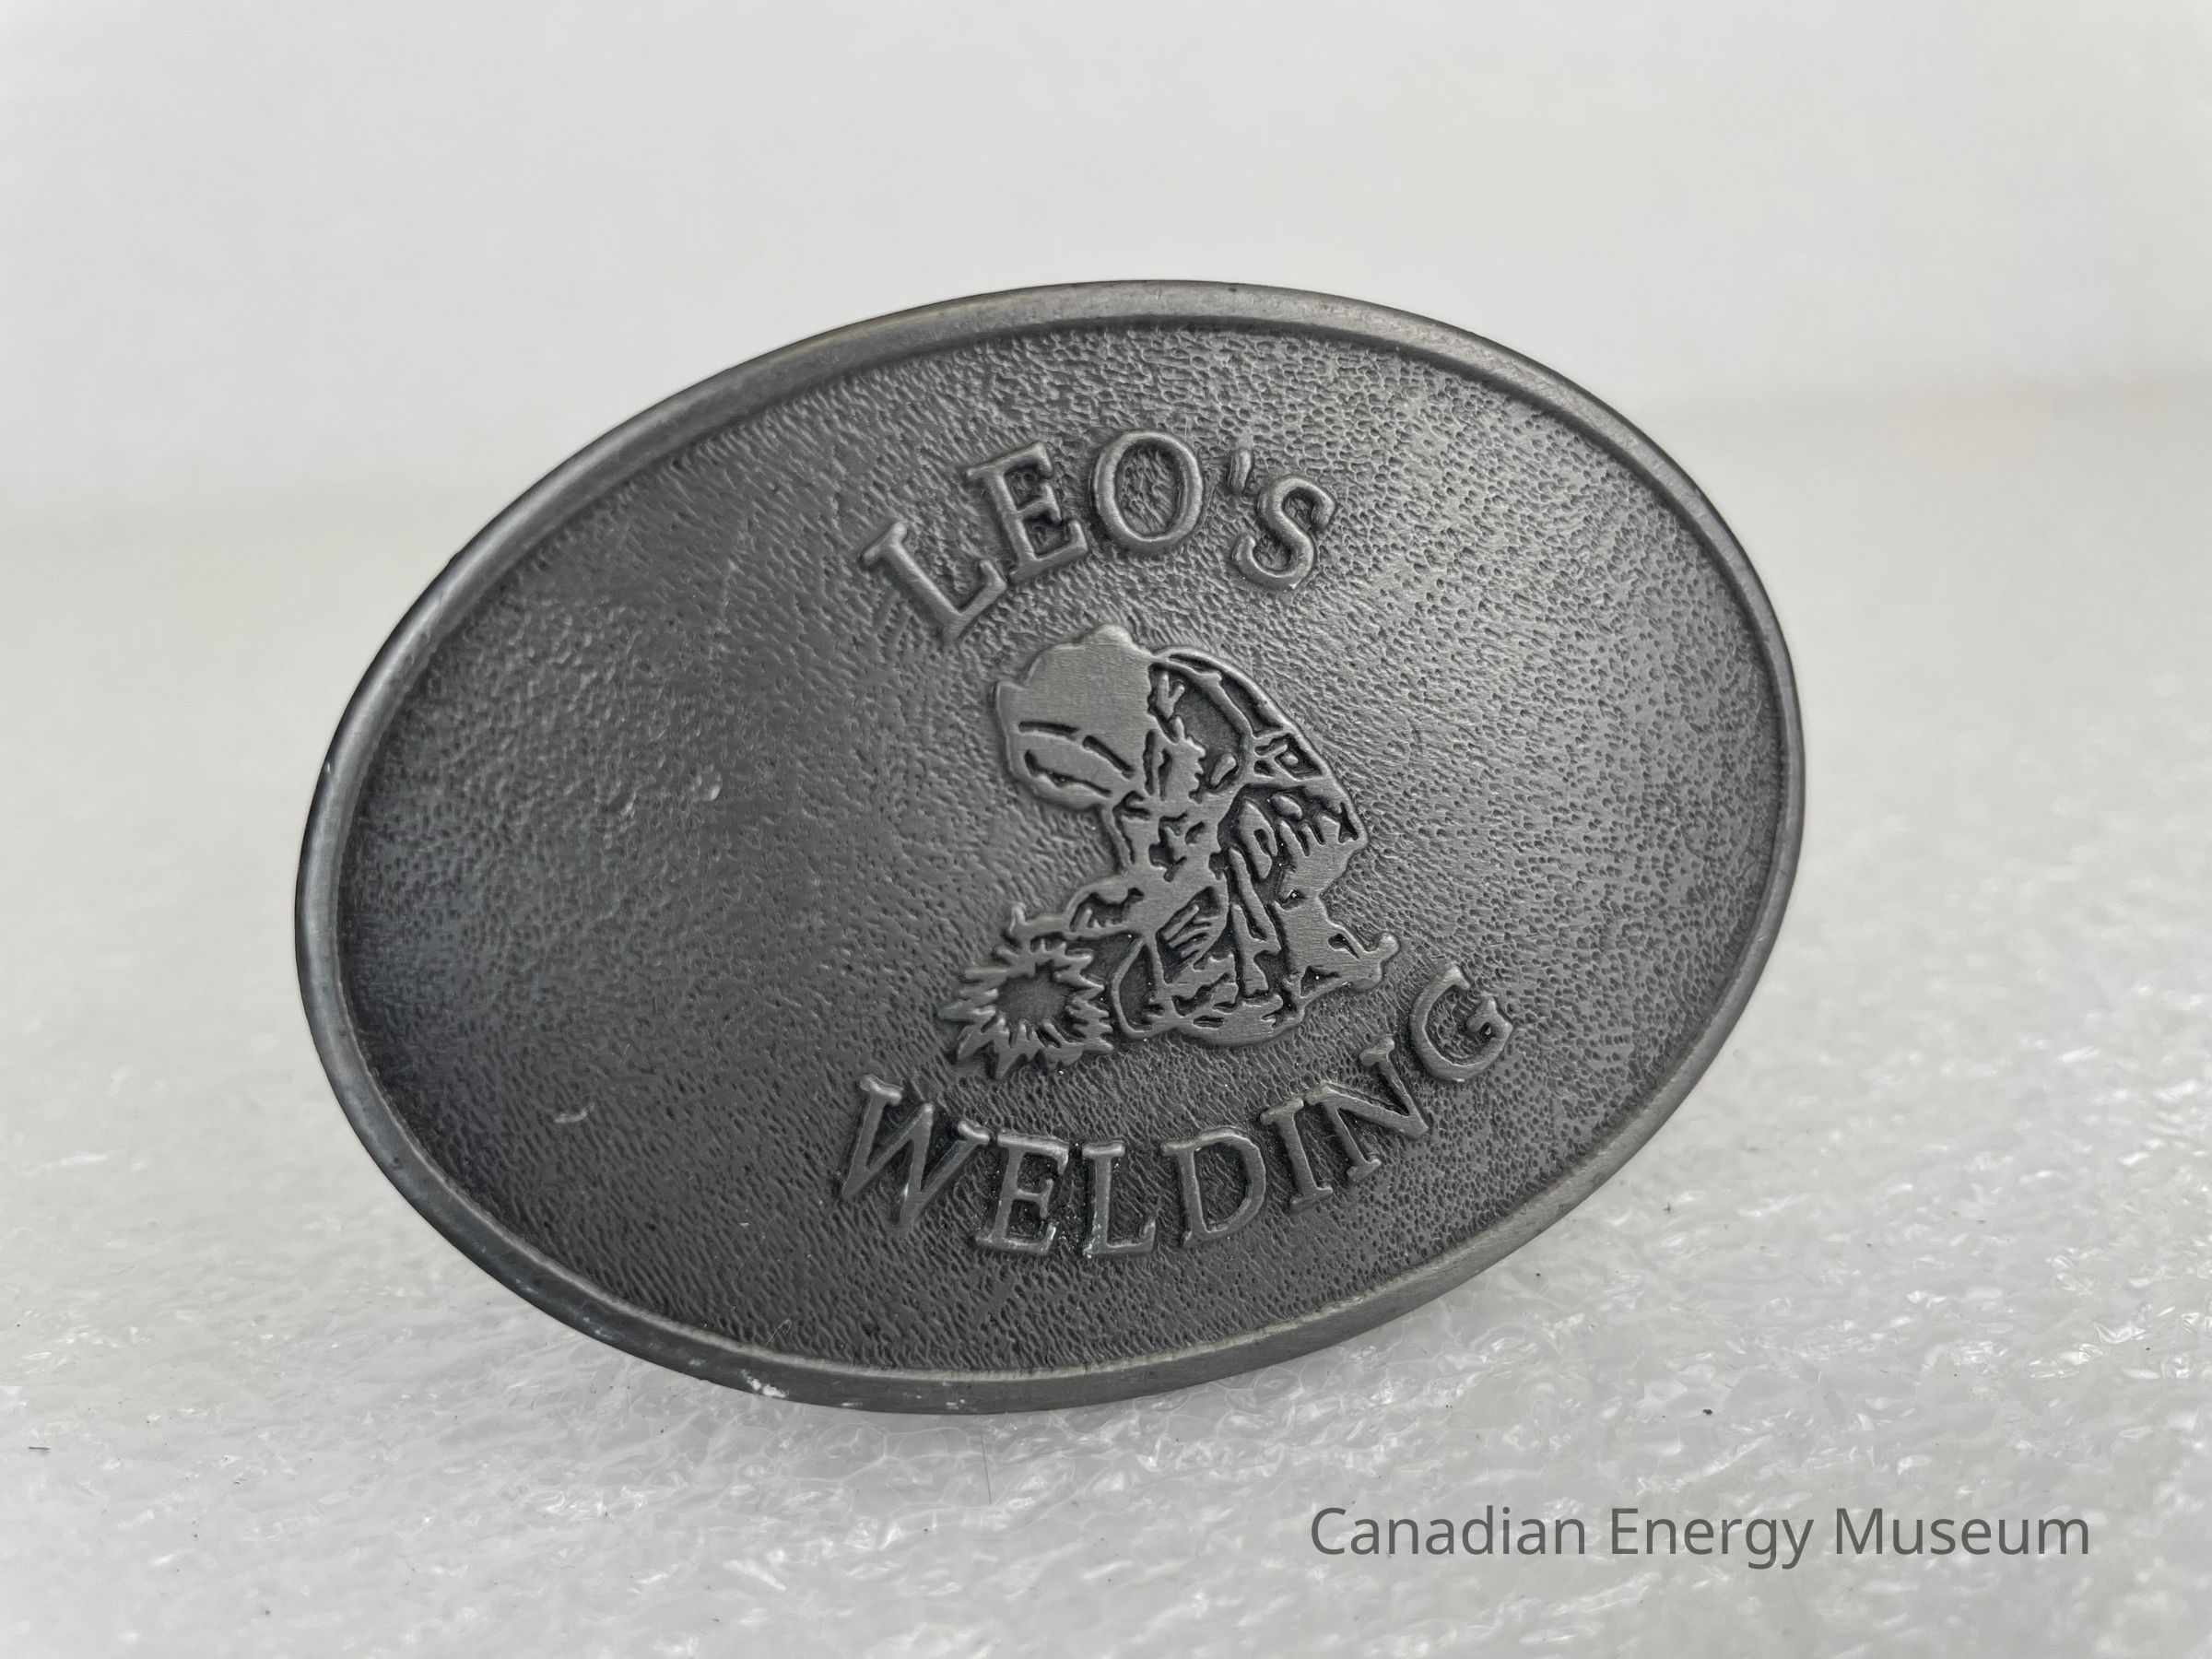 LEO'S
WELDING
Canadian Energy Museum